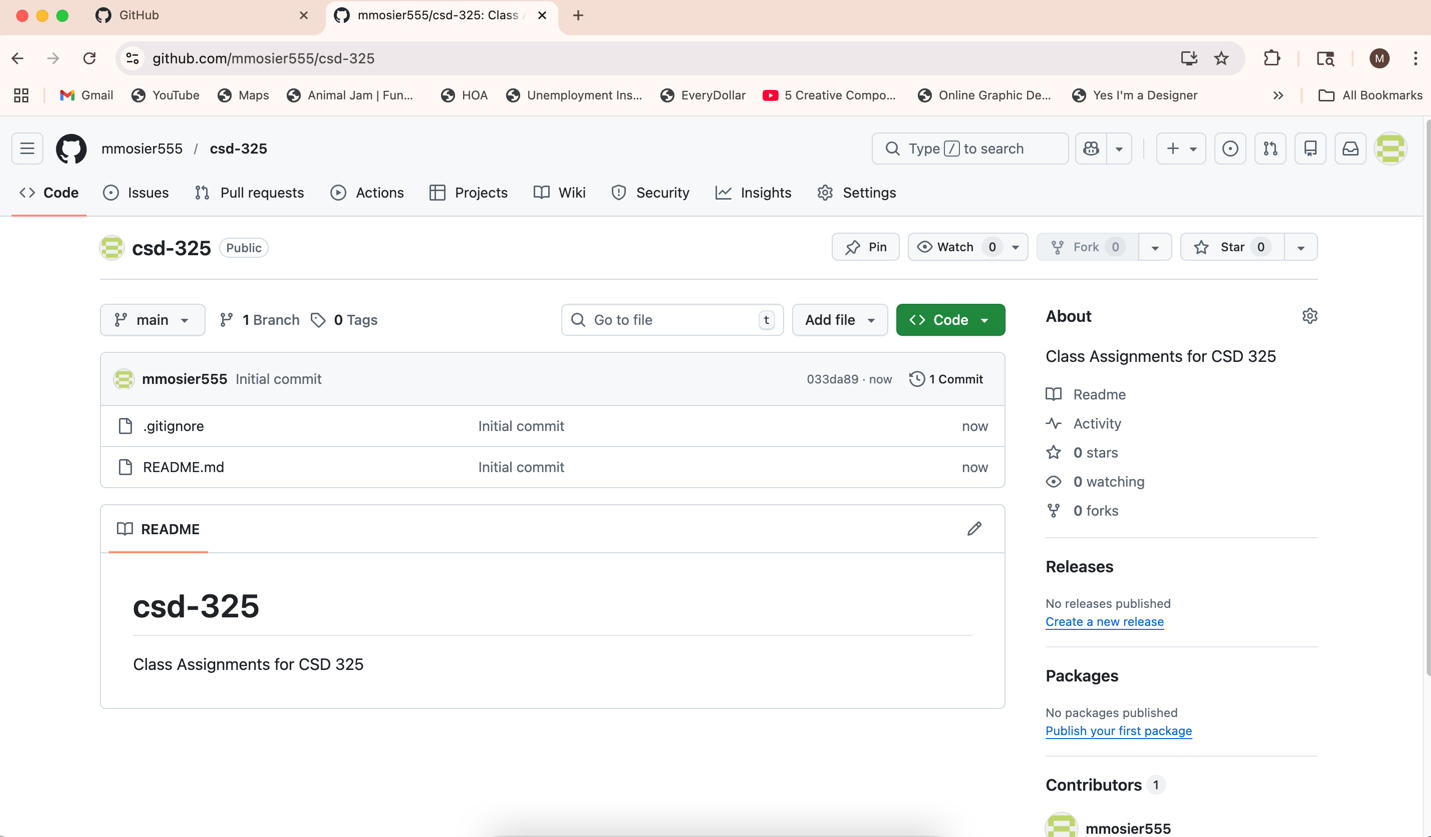 GitHub
mmosier555/csd-325: Class A
github.com/mmosier555/csd-325
Gmail YouTube Maps Animal Jam | Fun... HOA Unemployment Ins... EveryDollar 5 Creative Compo... Online Graphic De... Yes I'm a Designer » All Bookmarks
M
mmosier555 / csd-325
Type / to search
Code Issues Pull requests Actions Projects Wiki Security Insights Settings
csd-325 Public
Pin Watch 0 Fork 0 Star 0
main 1 Branch 0 Tags
Go to file t Add file Code
mmosier555 Initial commit 033da89 · now 1 Commit
.gitignore Initial commit now
README.md Initial commit now
README
csd-325
Class Assignments for CSD 325
About
Class Assignments for CSD 325
Readme
Activity
0 stars
0 watching
0 forks
Releases
No releases published
Create a new release
Packages
No packages published
Publish your first package
Contributors 1
mmosier555